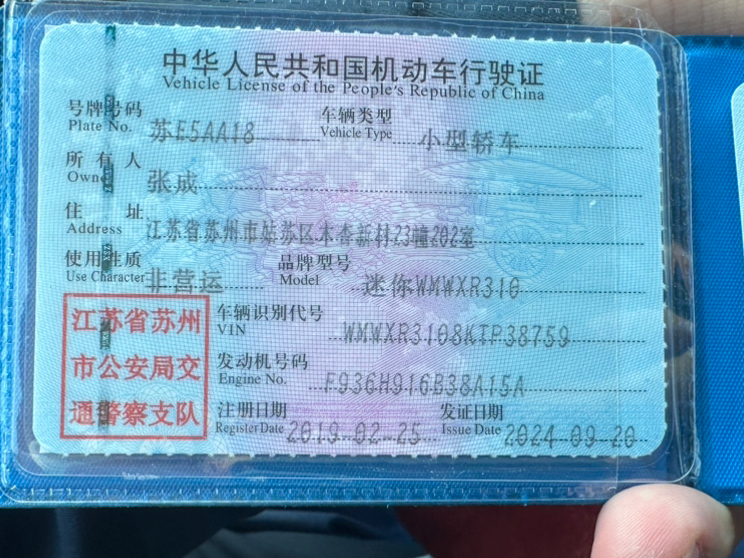 中华人民共和国机动车行驶证
Vehicle License of the People's Republic of China
号牌号码 苏E5AA18 车辆类型 小型轿车
Plate No. Vehicle Type
所有人 张成
Owner
住址 江苏省苏州市姑苏区木杏新村23幢202室
Address
使用性质 非营运 品牌型号 迷你WMWXR310
Use Character Model
江苏省苏州
市公安局交
通警察支队
车辆识别代号 WMWXR3108KTP38759
VIN
发动机号码 F936H916B38A15A
Engine No.
注册日期 2019-02-25 发证日期 2024-09-20
Register Date Issue Date